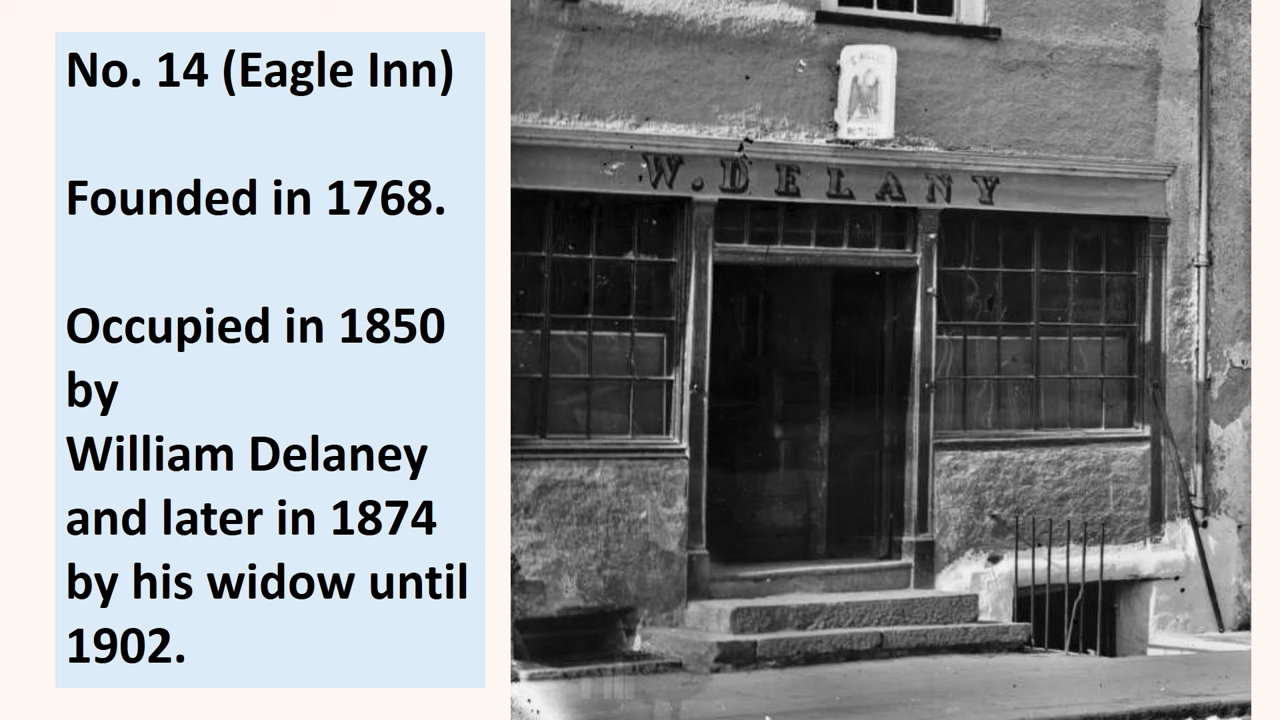 No. 14 (Eagle Inn)
Founded in 1768.
Occupied in 1850
by
William Delaney
and later in 1874
by his widow until
1902.
W. DELANY